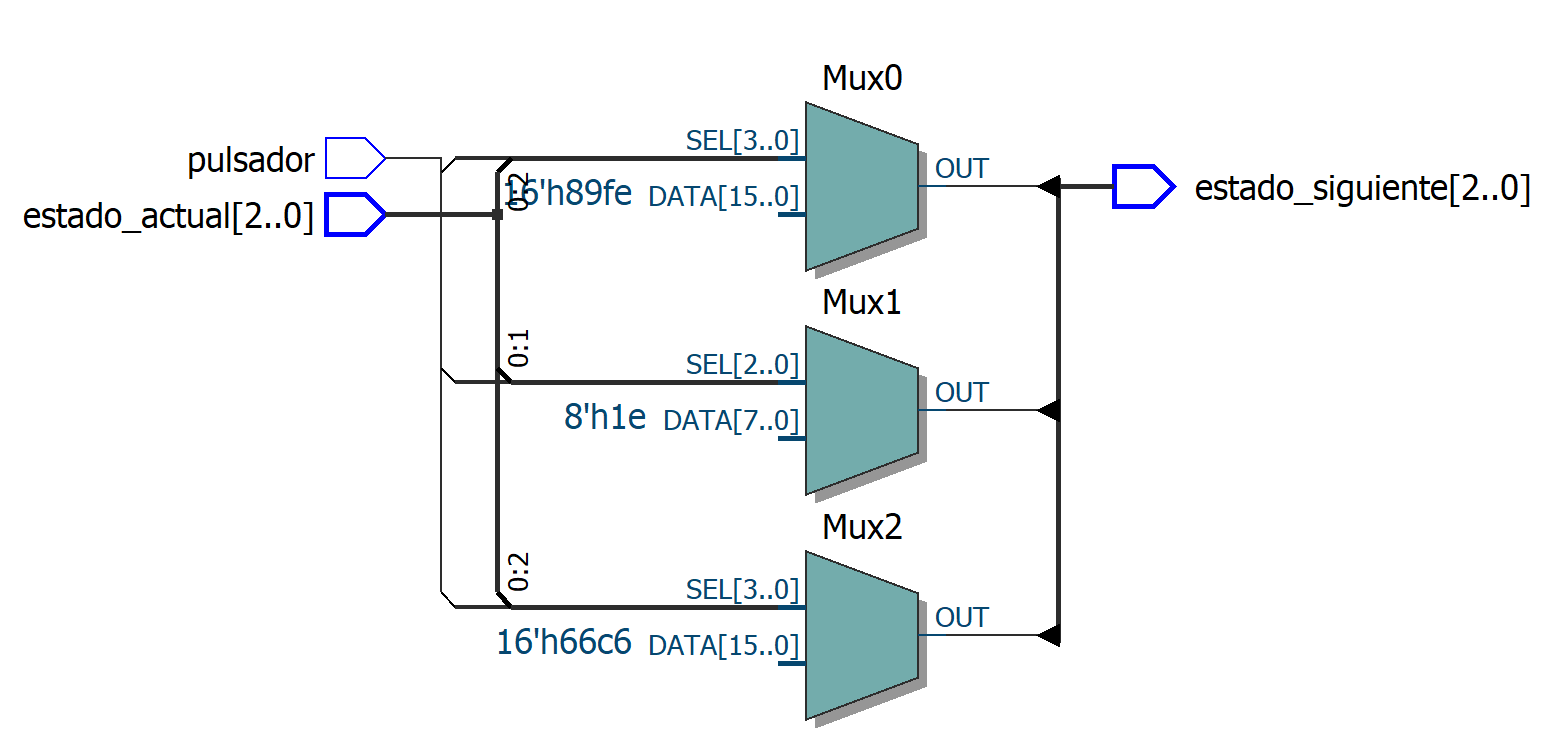 Mux0
pulsador
SEL[3..0]
0:2
16'h89fe DATA[15..0]
OUT
estado_actual[2..0]
estado_siguiente[2..0]
Mux1
0:1
SEL[2..0]
8'h1e DATA[7..0]
OUT
Mux2
0:2
SEL[3..0]
16'h66c6 DATA[15..0]
OUT